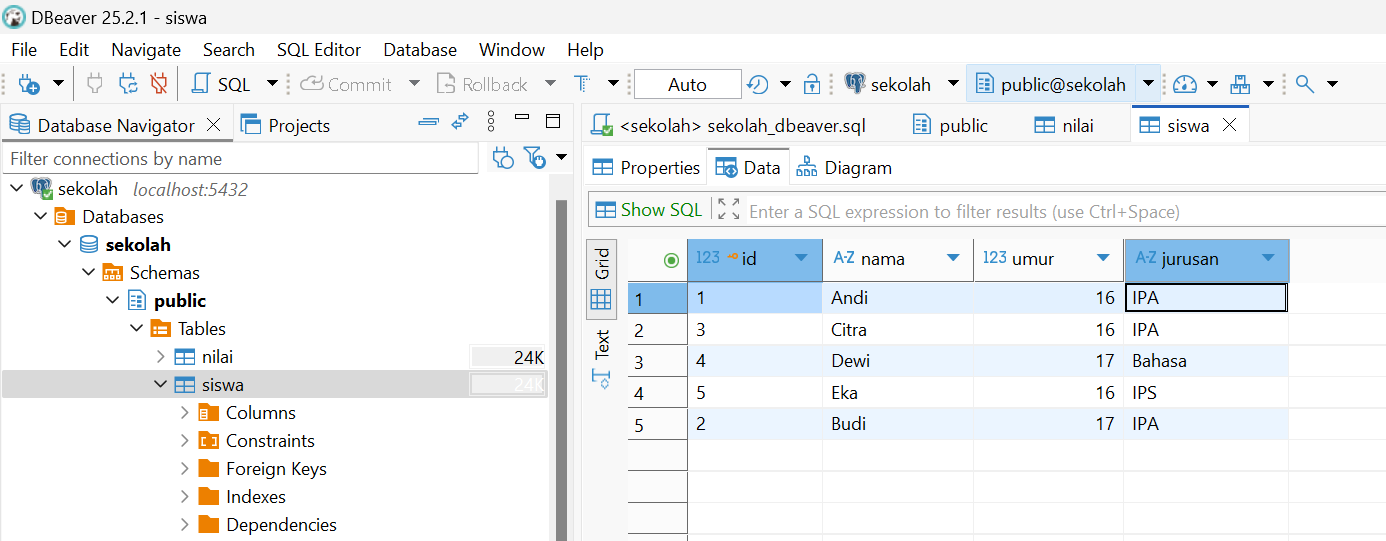 DBeaver 25.2.1 - siswa
File Edit Navigate Search SQL Editor Database Window Help
SQL Commit Rollback T Auto sekolah public@sekolah
Database Navigator Projects
<sekolah> sekolah_dbeaver.sql public nilai siswa
Filter connections by name
Properties Data Diagram
sekolah localhost:5432
Databases
sekolah
Schemas
public
Tables
nilai 24K
siswa 24K
Columns
Constraints
Foreign Keys
Indexes
Dependencies
Show SQL Enter a SQL expression to filter results (use Ctrl+Space)
Grid
Text
123 id A-Z nama 123 umur A-Z jurusan
1 1 Andi 16 IPA
2 3 Citra 16 IPA
3 4 Dewi 17 Bahasa
4 5 Eka 16 IPS
5 2 Budi 17 IPA